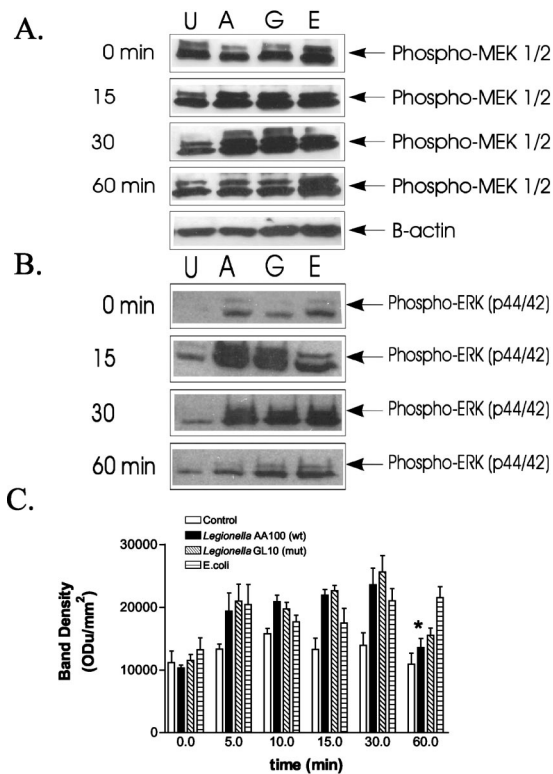 A.
U A G E
0 min Phospho-MEK 1/2
15 Phospho-MEK 1/2
30 Phospho-MEK 1/2
60 min Phospho-MEK 1/2
B-actin
B.
U A G E
0 min Phospho-ERK (p44/42)
15 Phospho-ERK (p44/42)
30 Phospho-ERK (p44/42)
60 min Phospho-ERK (p44/42)
C.
Control
Legionella AA100 (wt)
Legionella GL10 (mut)
E.coli
Band Density
(ODu/mm²)
30000
20000
10000
0
*
0.0 5.0 10.0 15.0 30.0 60.0
time (min)